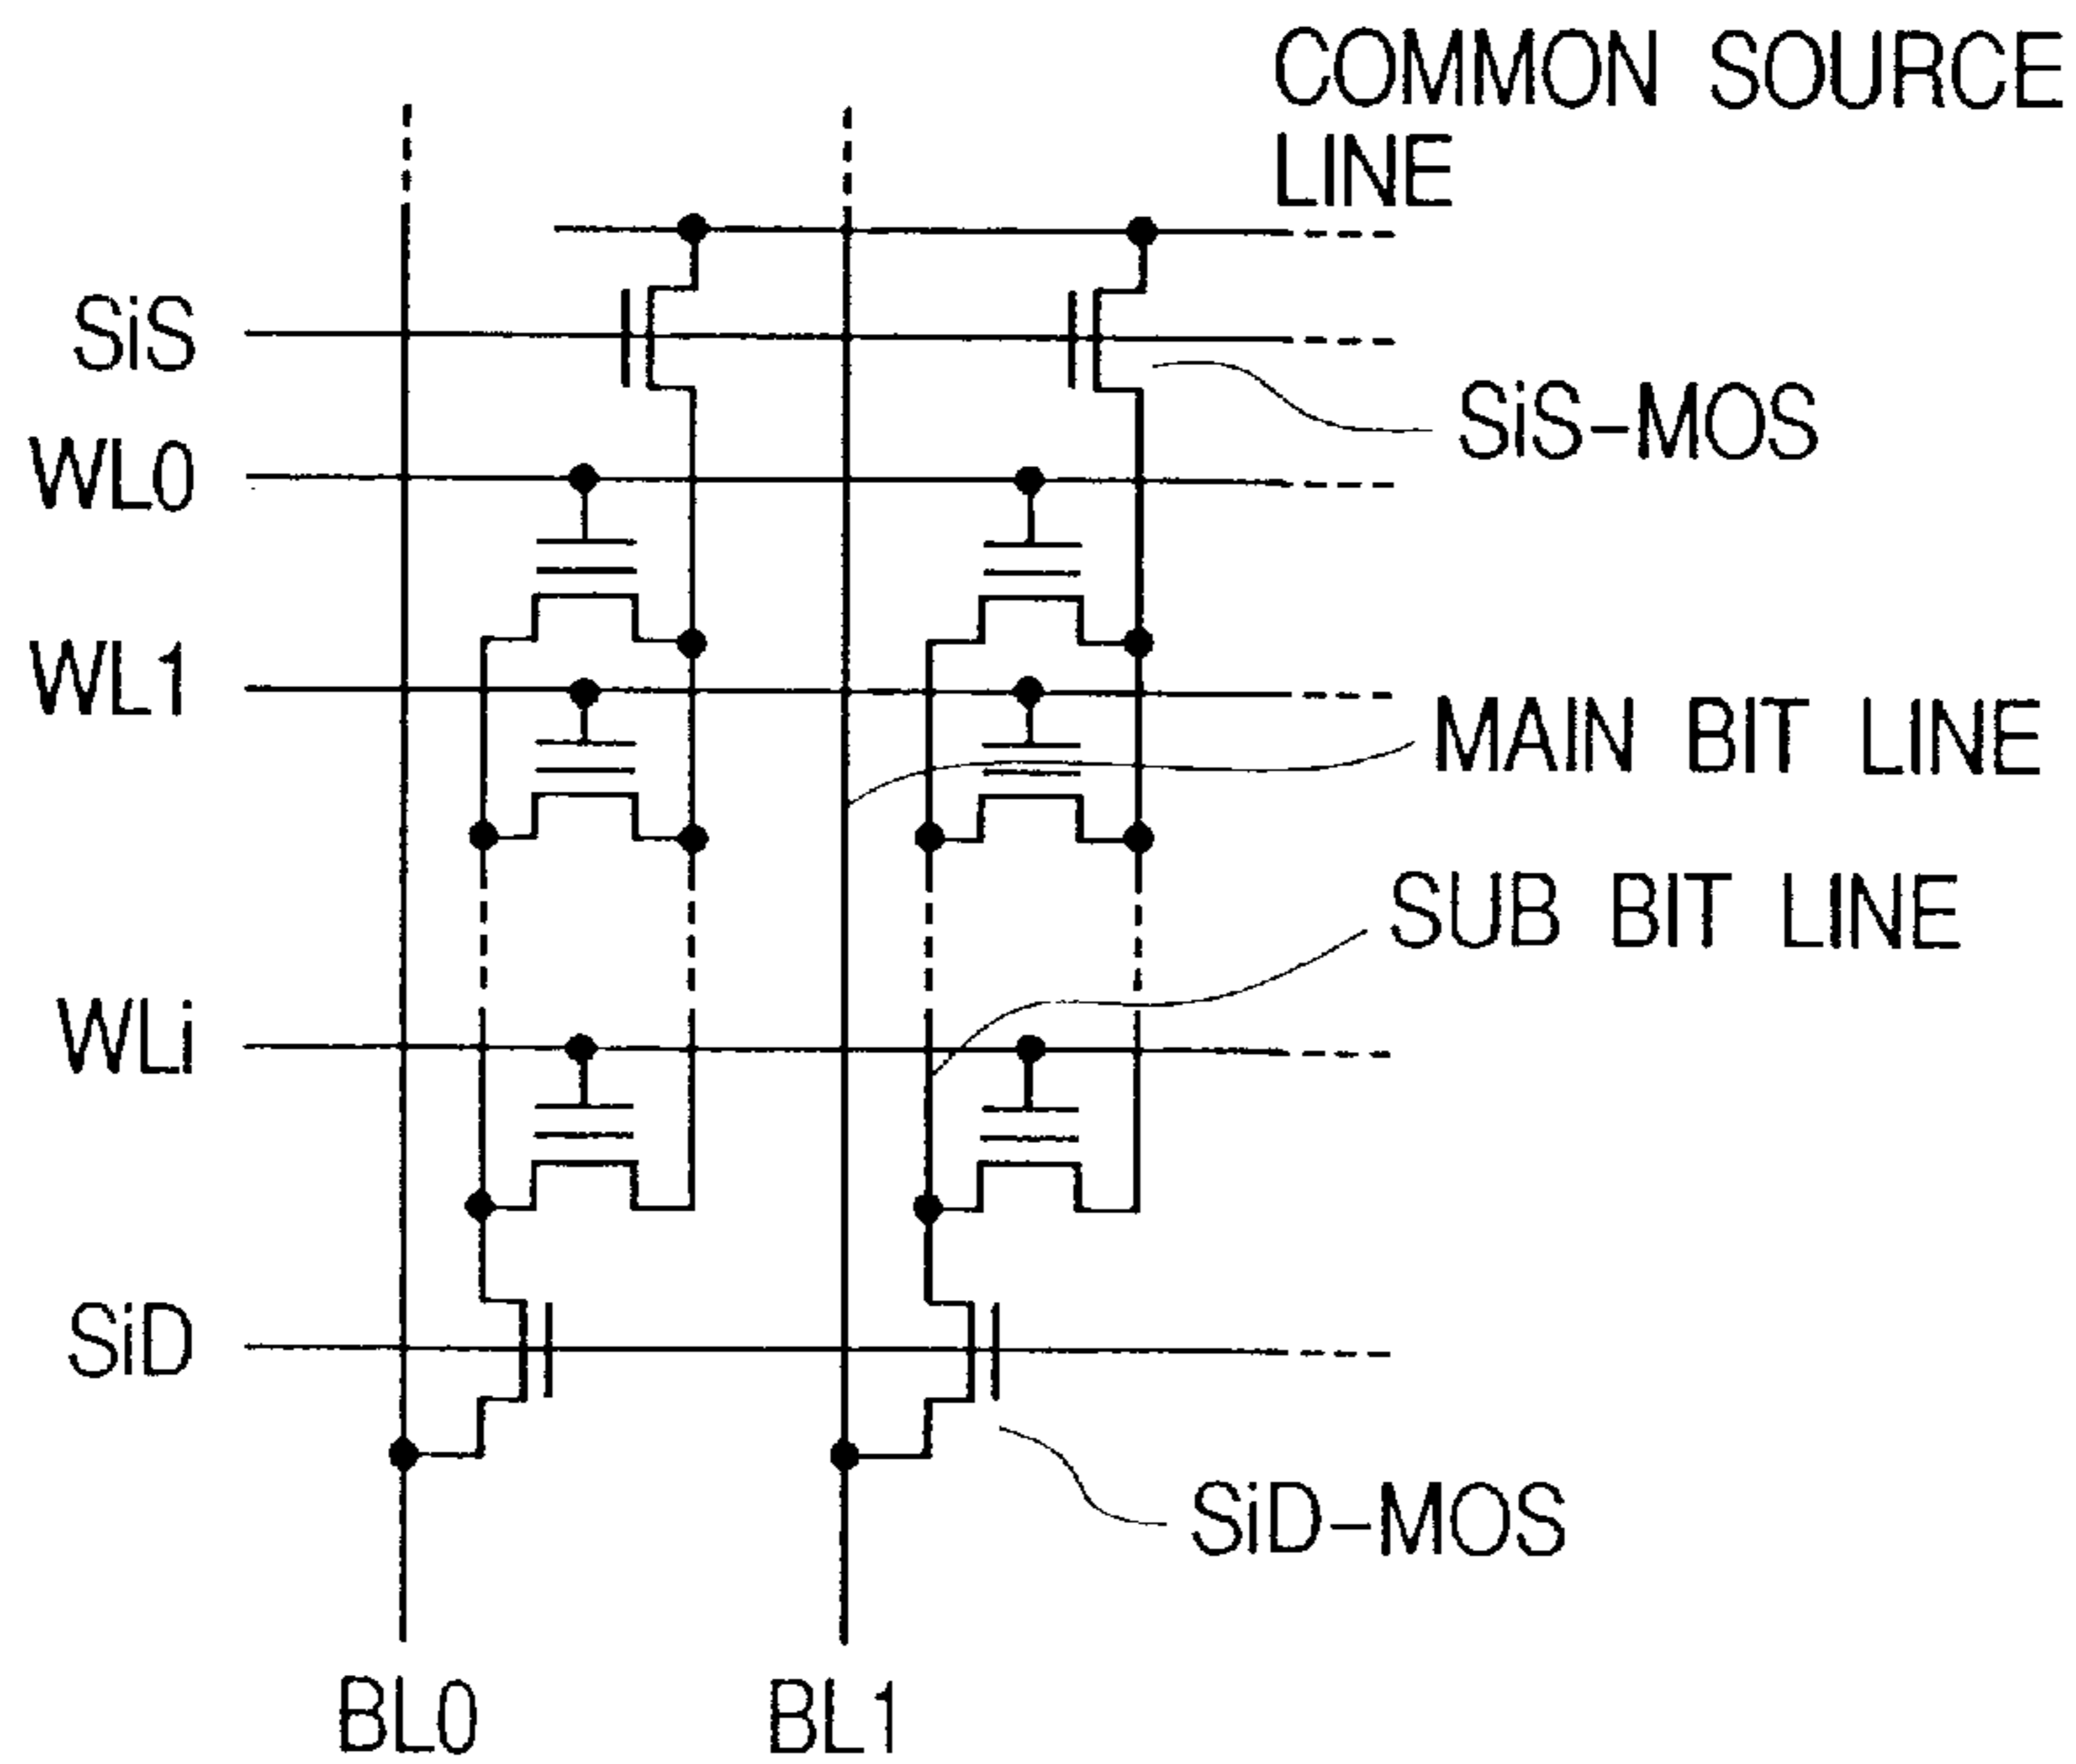 COMMON SOURCE
LINE
SiS
SiS-MOS
WL0
WL1
MAIN BIT LINE
SUB BIT LINE
WLi
SiD
SiD-MOS
BL0
BL1